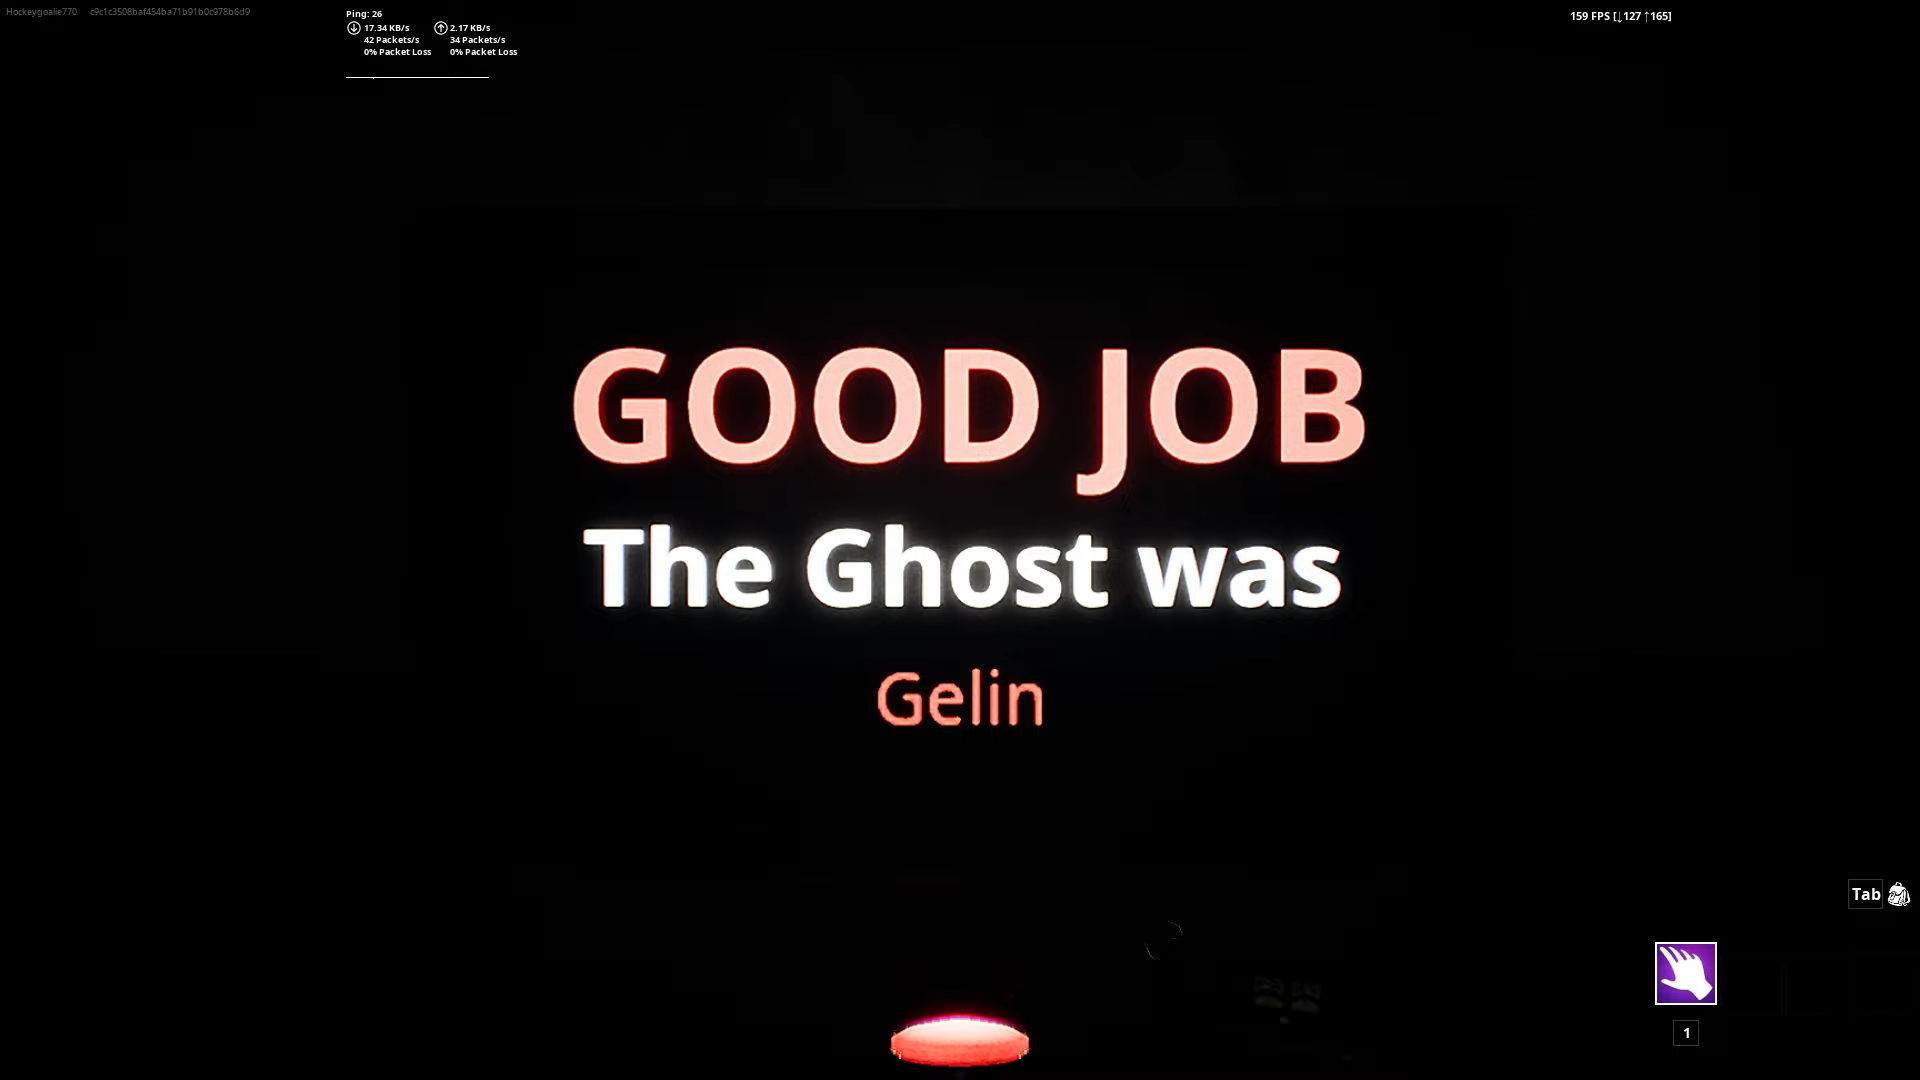 Hockeygoalie770 c9c1c3508baf454ba71b91b0c978b6d9
Ping: 26
17.34 KB/s 2.17 KB/s
42 Packets/s 34 Packets/s
0% Packet Loss 0% Packet Loss
159 FPS [↓127 ↑165]
GOOD JOB
The Ghost was
Gelin
Tab
1